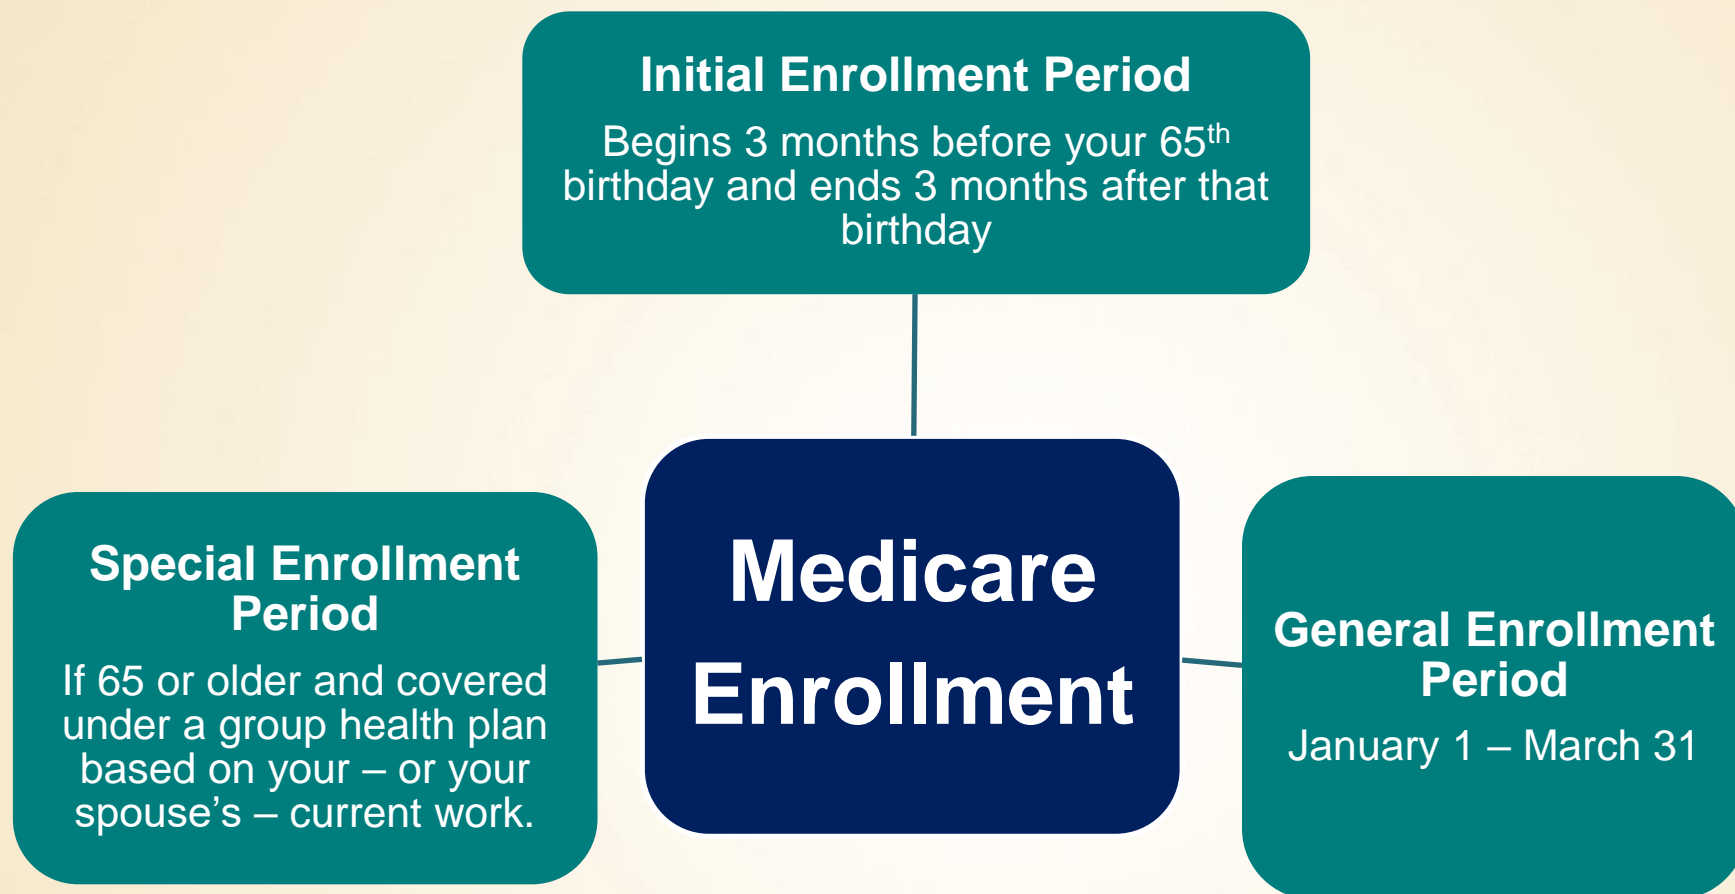 Initial Enrollment Period
Begins 3 months before your 65th
birthday and ends 3 months after that
birthday
Special Enrollment
Period
If 65 or older and covered
under a group health plan
based on your – or your
spouse’s – current work.
Medicare
Enrollment
General Enrollment
Period
January 1 – March 31